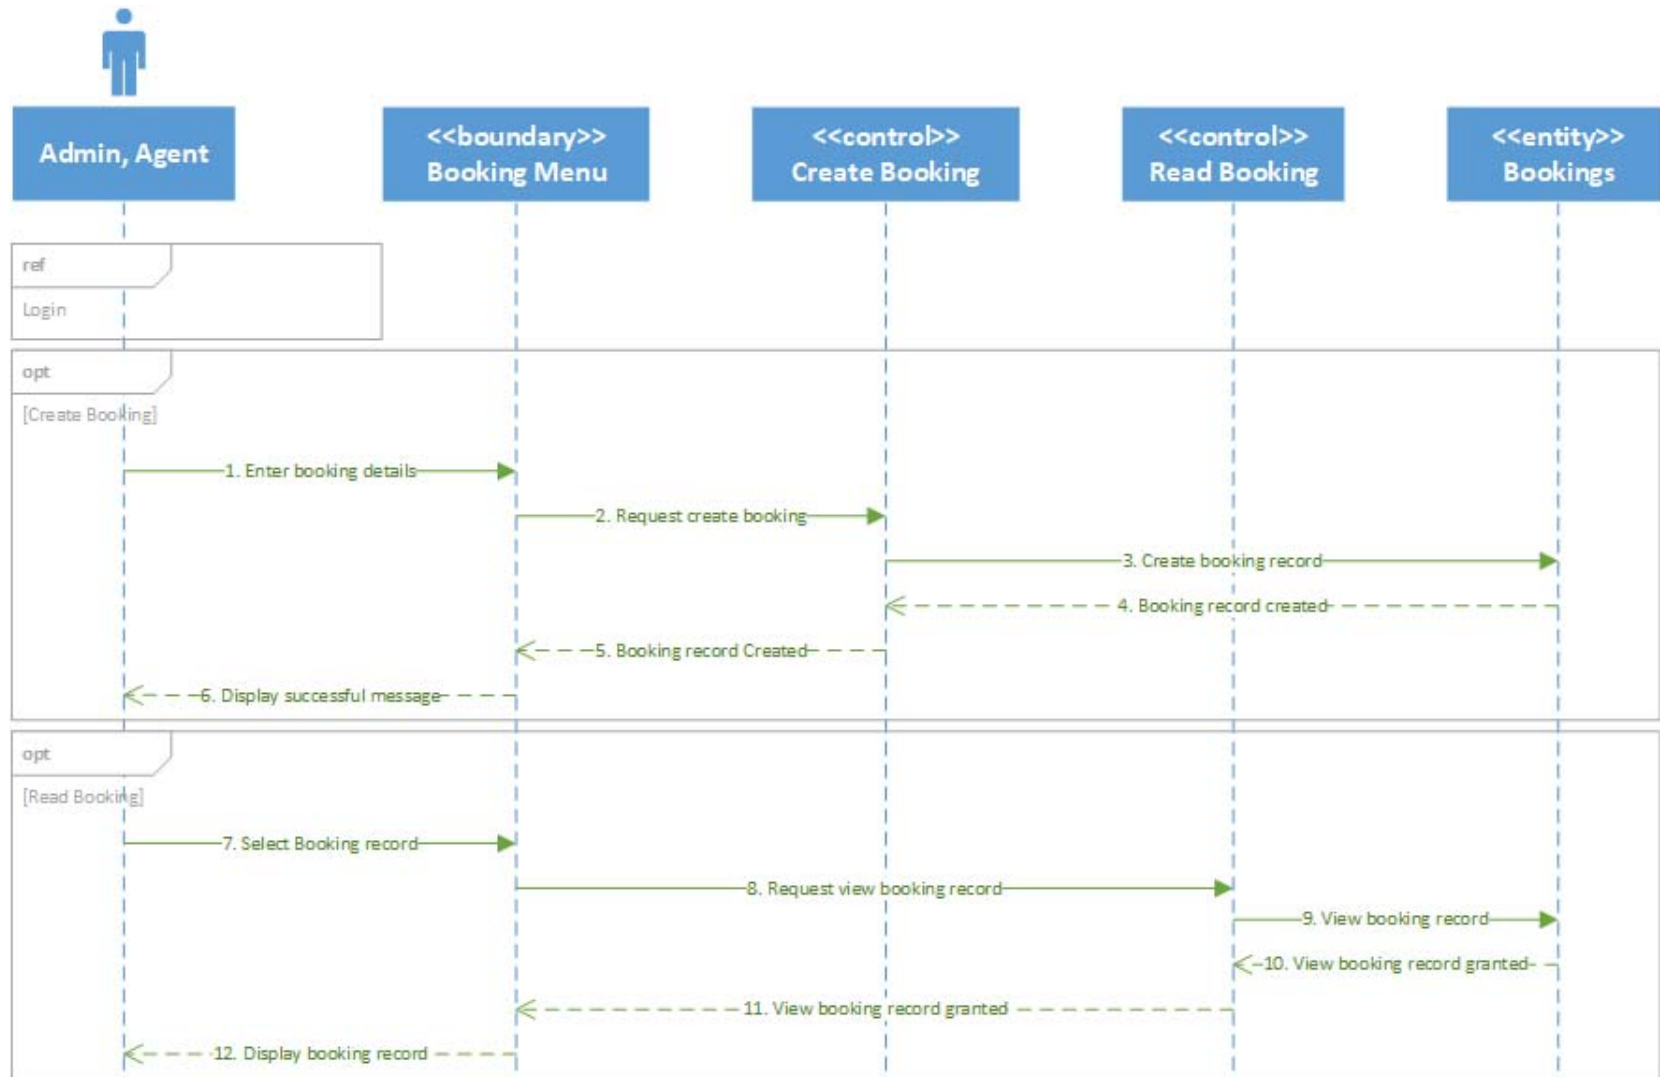 Admin, Agent
<<boundary>>
Booking Menu
<<control>>
Create Booking
<<control>>
Read Booking
<<entity>>
Bookings
ref
Login
opt
[Create Booking]
1. Enter booking details
2. Request create booking
3. Create booking record
4. Booking record created
5. Booking record Created
6. Display successful message
opt
[Read Booking]
7. Select Booking record
8. Request view booking record
9. View booking record
10. View booking record granted
11. View booking record granted
12. Display booking record